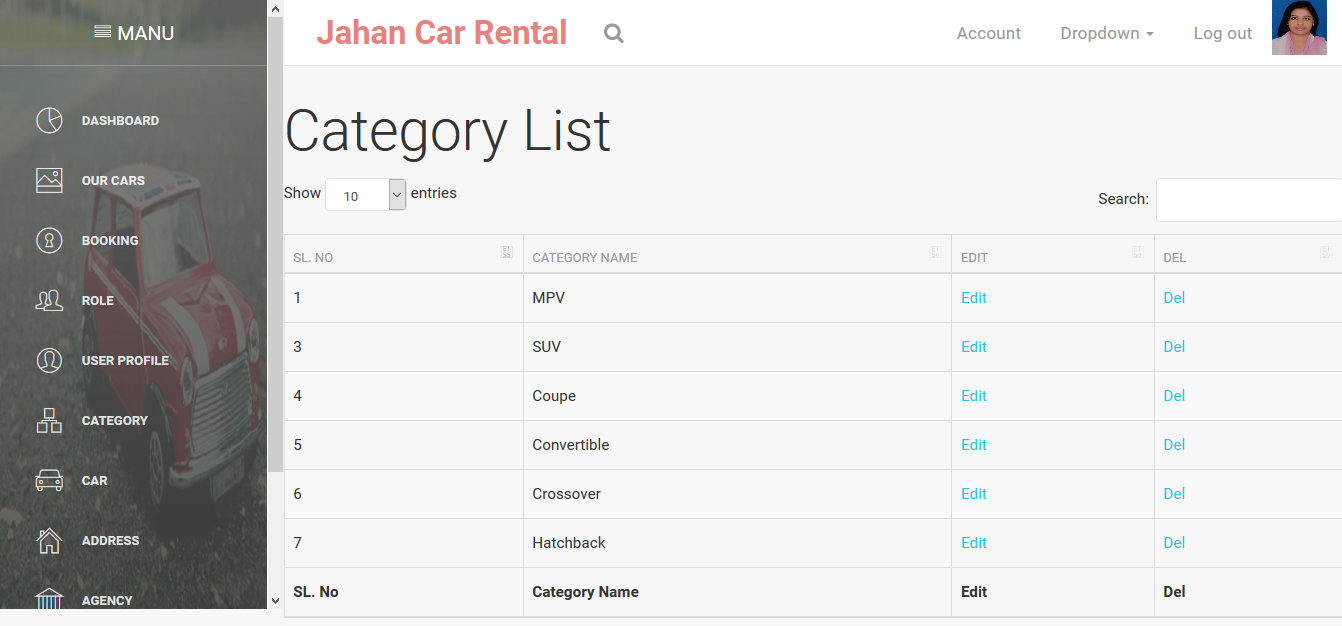 MANU
DASHBOARD
OUR CARS
BOOKING
ROLE
USER PROFILE
CATEGORY
CAR
ADDRESS
AGENCY
Jahan Car Rental Account Dropdown Log out
Category List
Show 10 entries Search:
SL. NO CATEGORY NAME EDIT DEL
1 MPV Edit Del
3 SUV Edit Del
4 Coupe Edit Del
5 Convertible Edit Del
6 Crossover Edit Del
7 Hatchback Edit Del
SL. No Category Name Edit Del